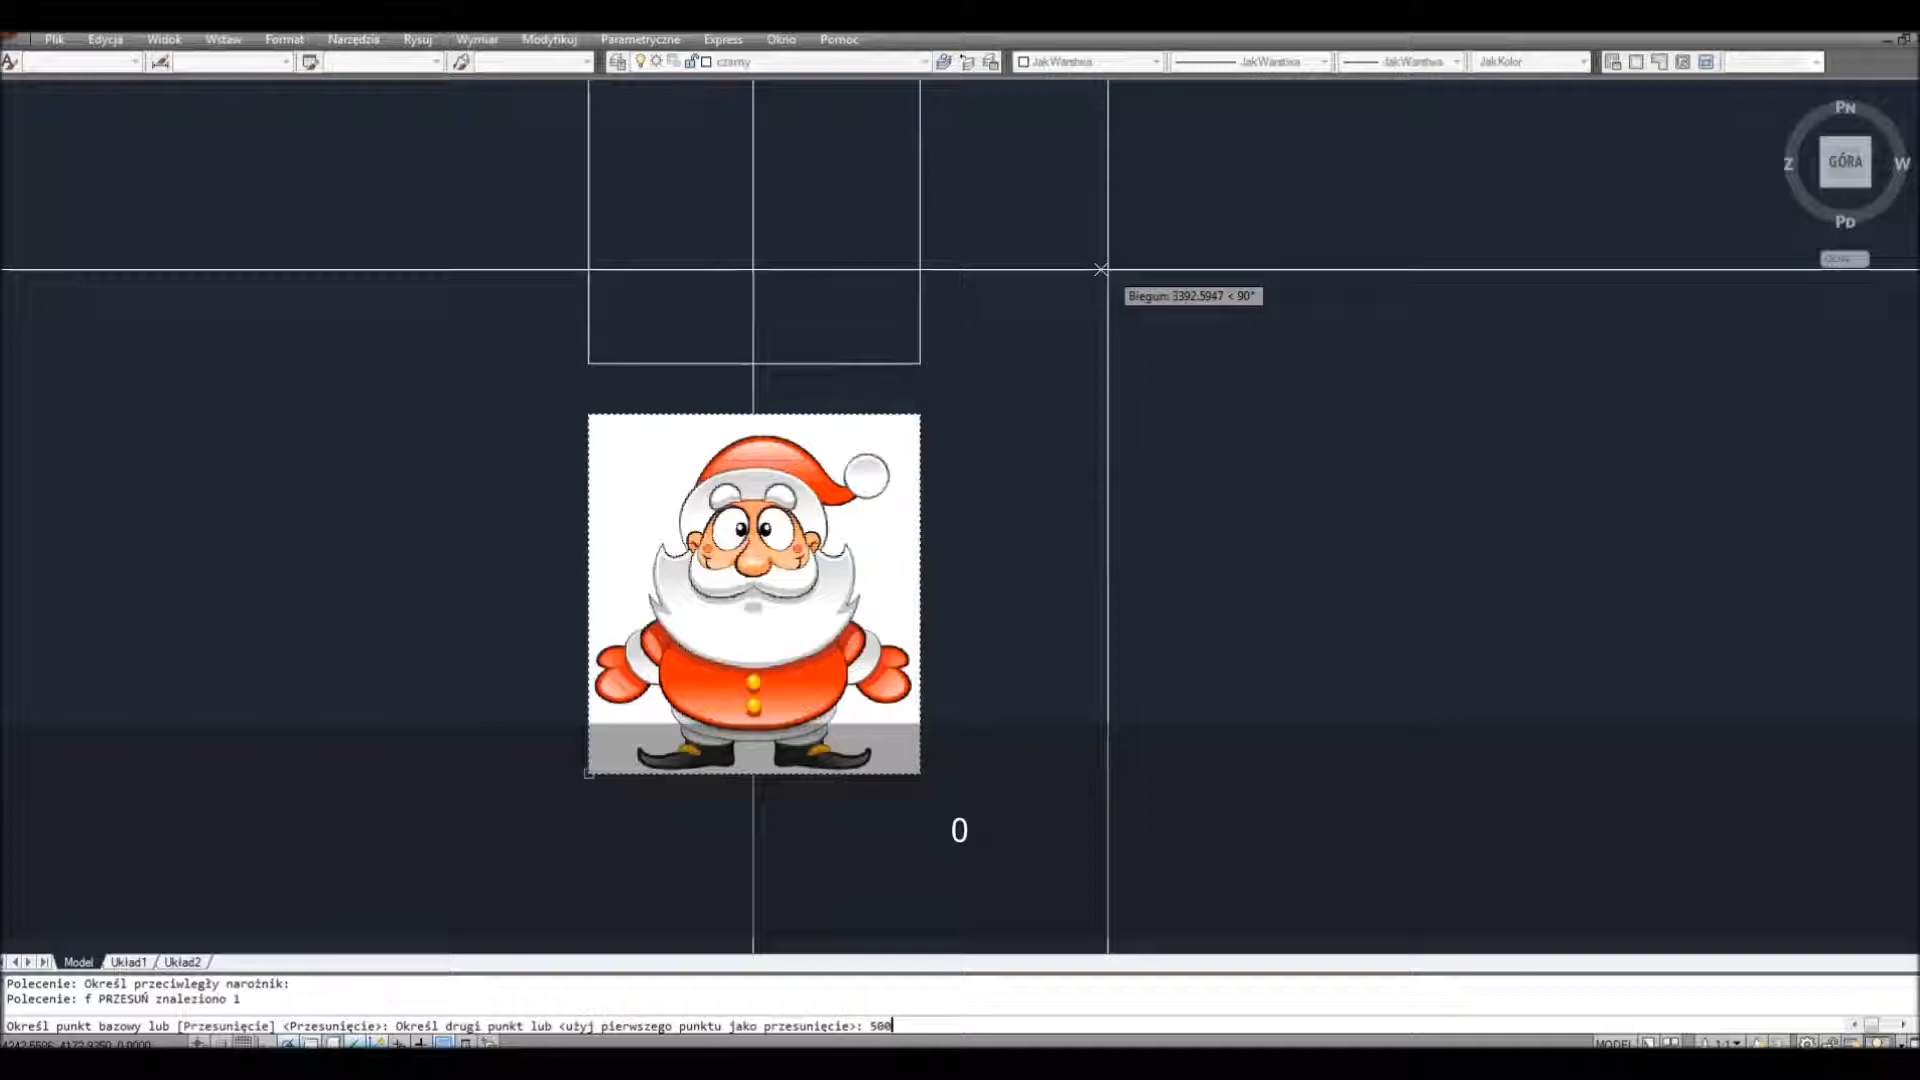 Plik Edycja Widok Wstaw Format Narzędzia Rysuj Wymiar Modyfikuj Parametryczne Express Okno Pomoc
czarny JakWarstwa JakWarstwa JakWarstwa JakKolor
PN
Z GÓRA W
PD
Biegun: 3392.5947 < 90°
0
Model Układ1 Układ2
Polecenie: Określ przeciwległy narożnik:
Polecenie: f PRZESUŃ znaleziono 1
Określ punkt bazowy lub [Przesunięcie] <Przesunięcie>: Określ drugi punkt lub <użyj pierwszego punktu jako przesunięcie>: 500
MODEL 1:1